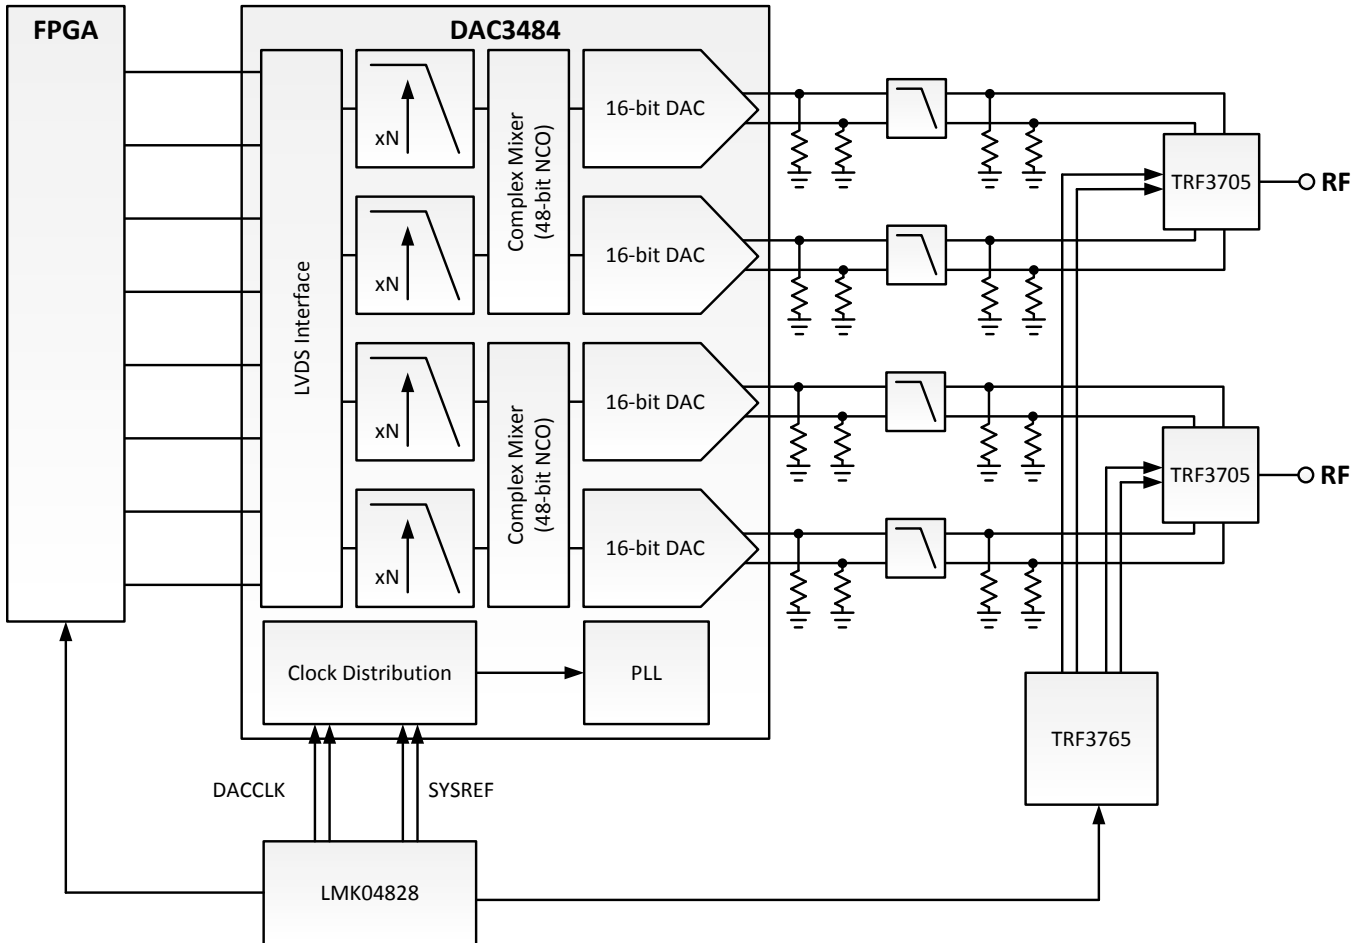 FPGA
DAC3484
LVDS Interface
xN
Complex Mixer
(48-bit NCO)
16-bit DAC
xN
16-bit DAC
TRF3705
RF
xN
Complex Mixer
(48-bit NCO)
16-bit DAC
xN
16-bit DAC
TRF3705
RF
Clock Distribution
PLL
TRF3765
DACCLK
SYSREF
LMK04828